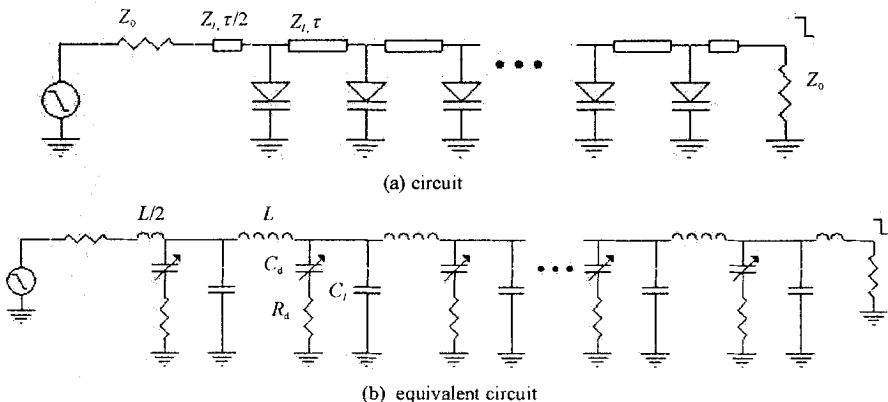 Z₀
Z_l, τ/2
Z_l, τ
Z₀
(a) circuit
L/2
L
C_d
R_d
C_l
(b) equivalent circuit